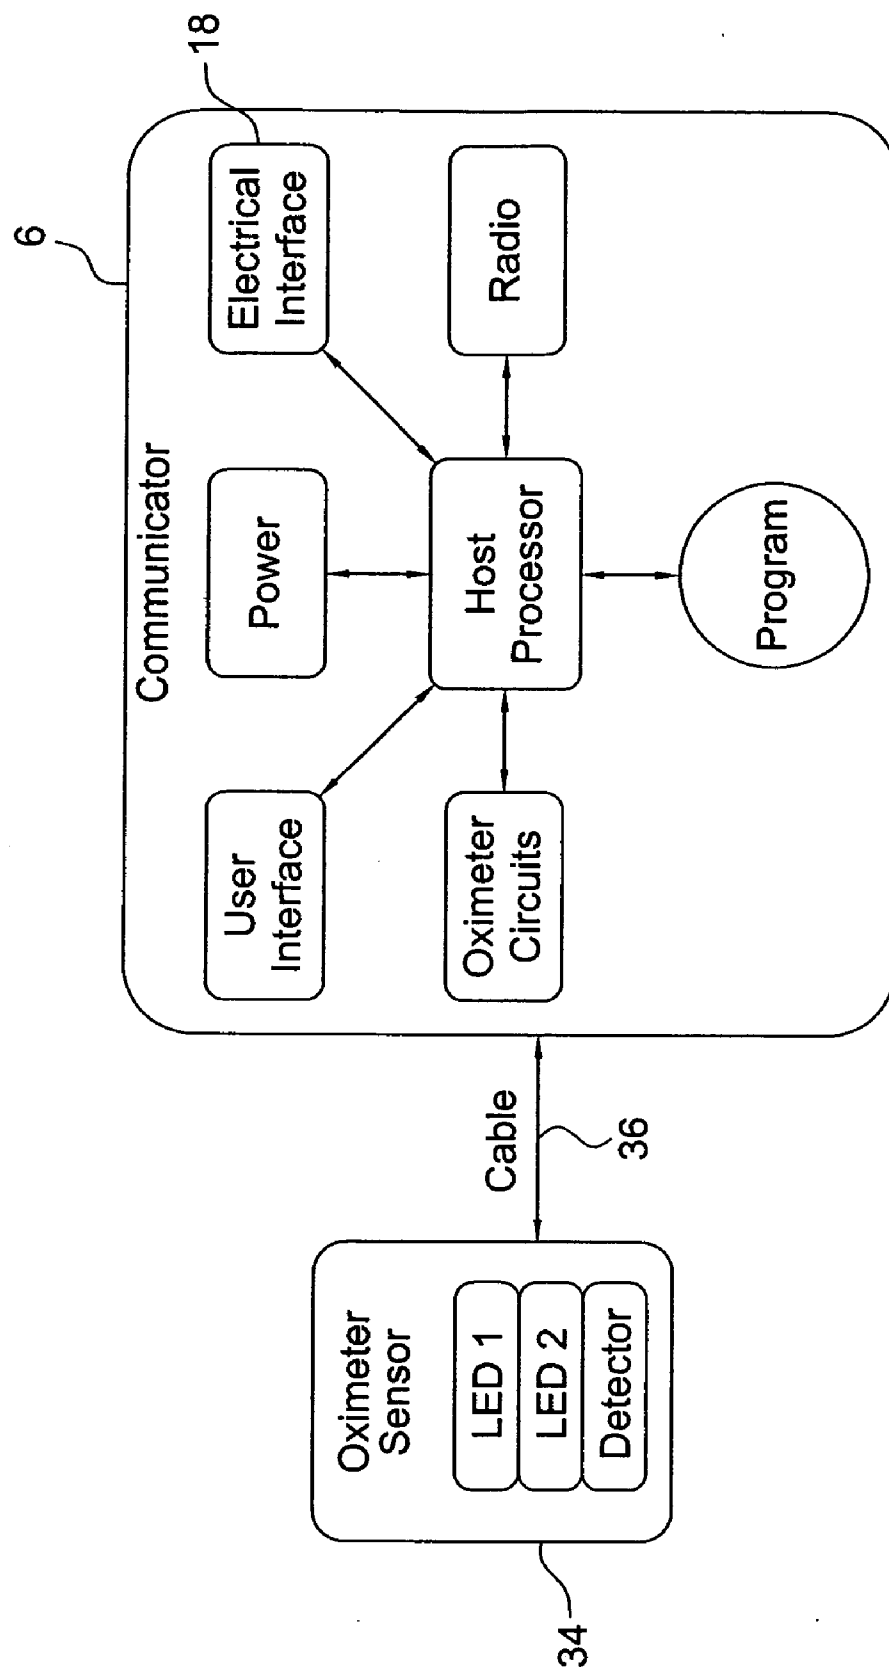 6
18
Communicator
User
Interface
Power
Electrical
Interface
Oximeter
Circuits
Host
Processor
Radio
Program
Cable
36
Oximeter
Sensor
LED 1
LED 2
Detector
34